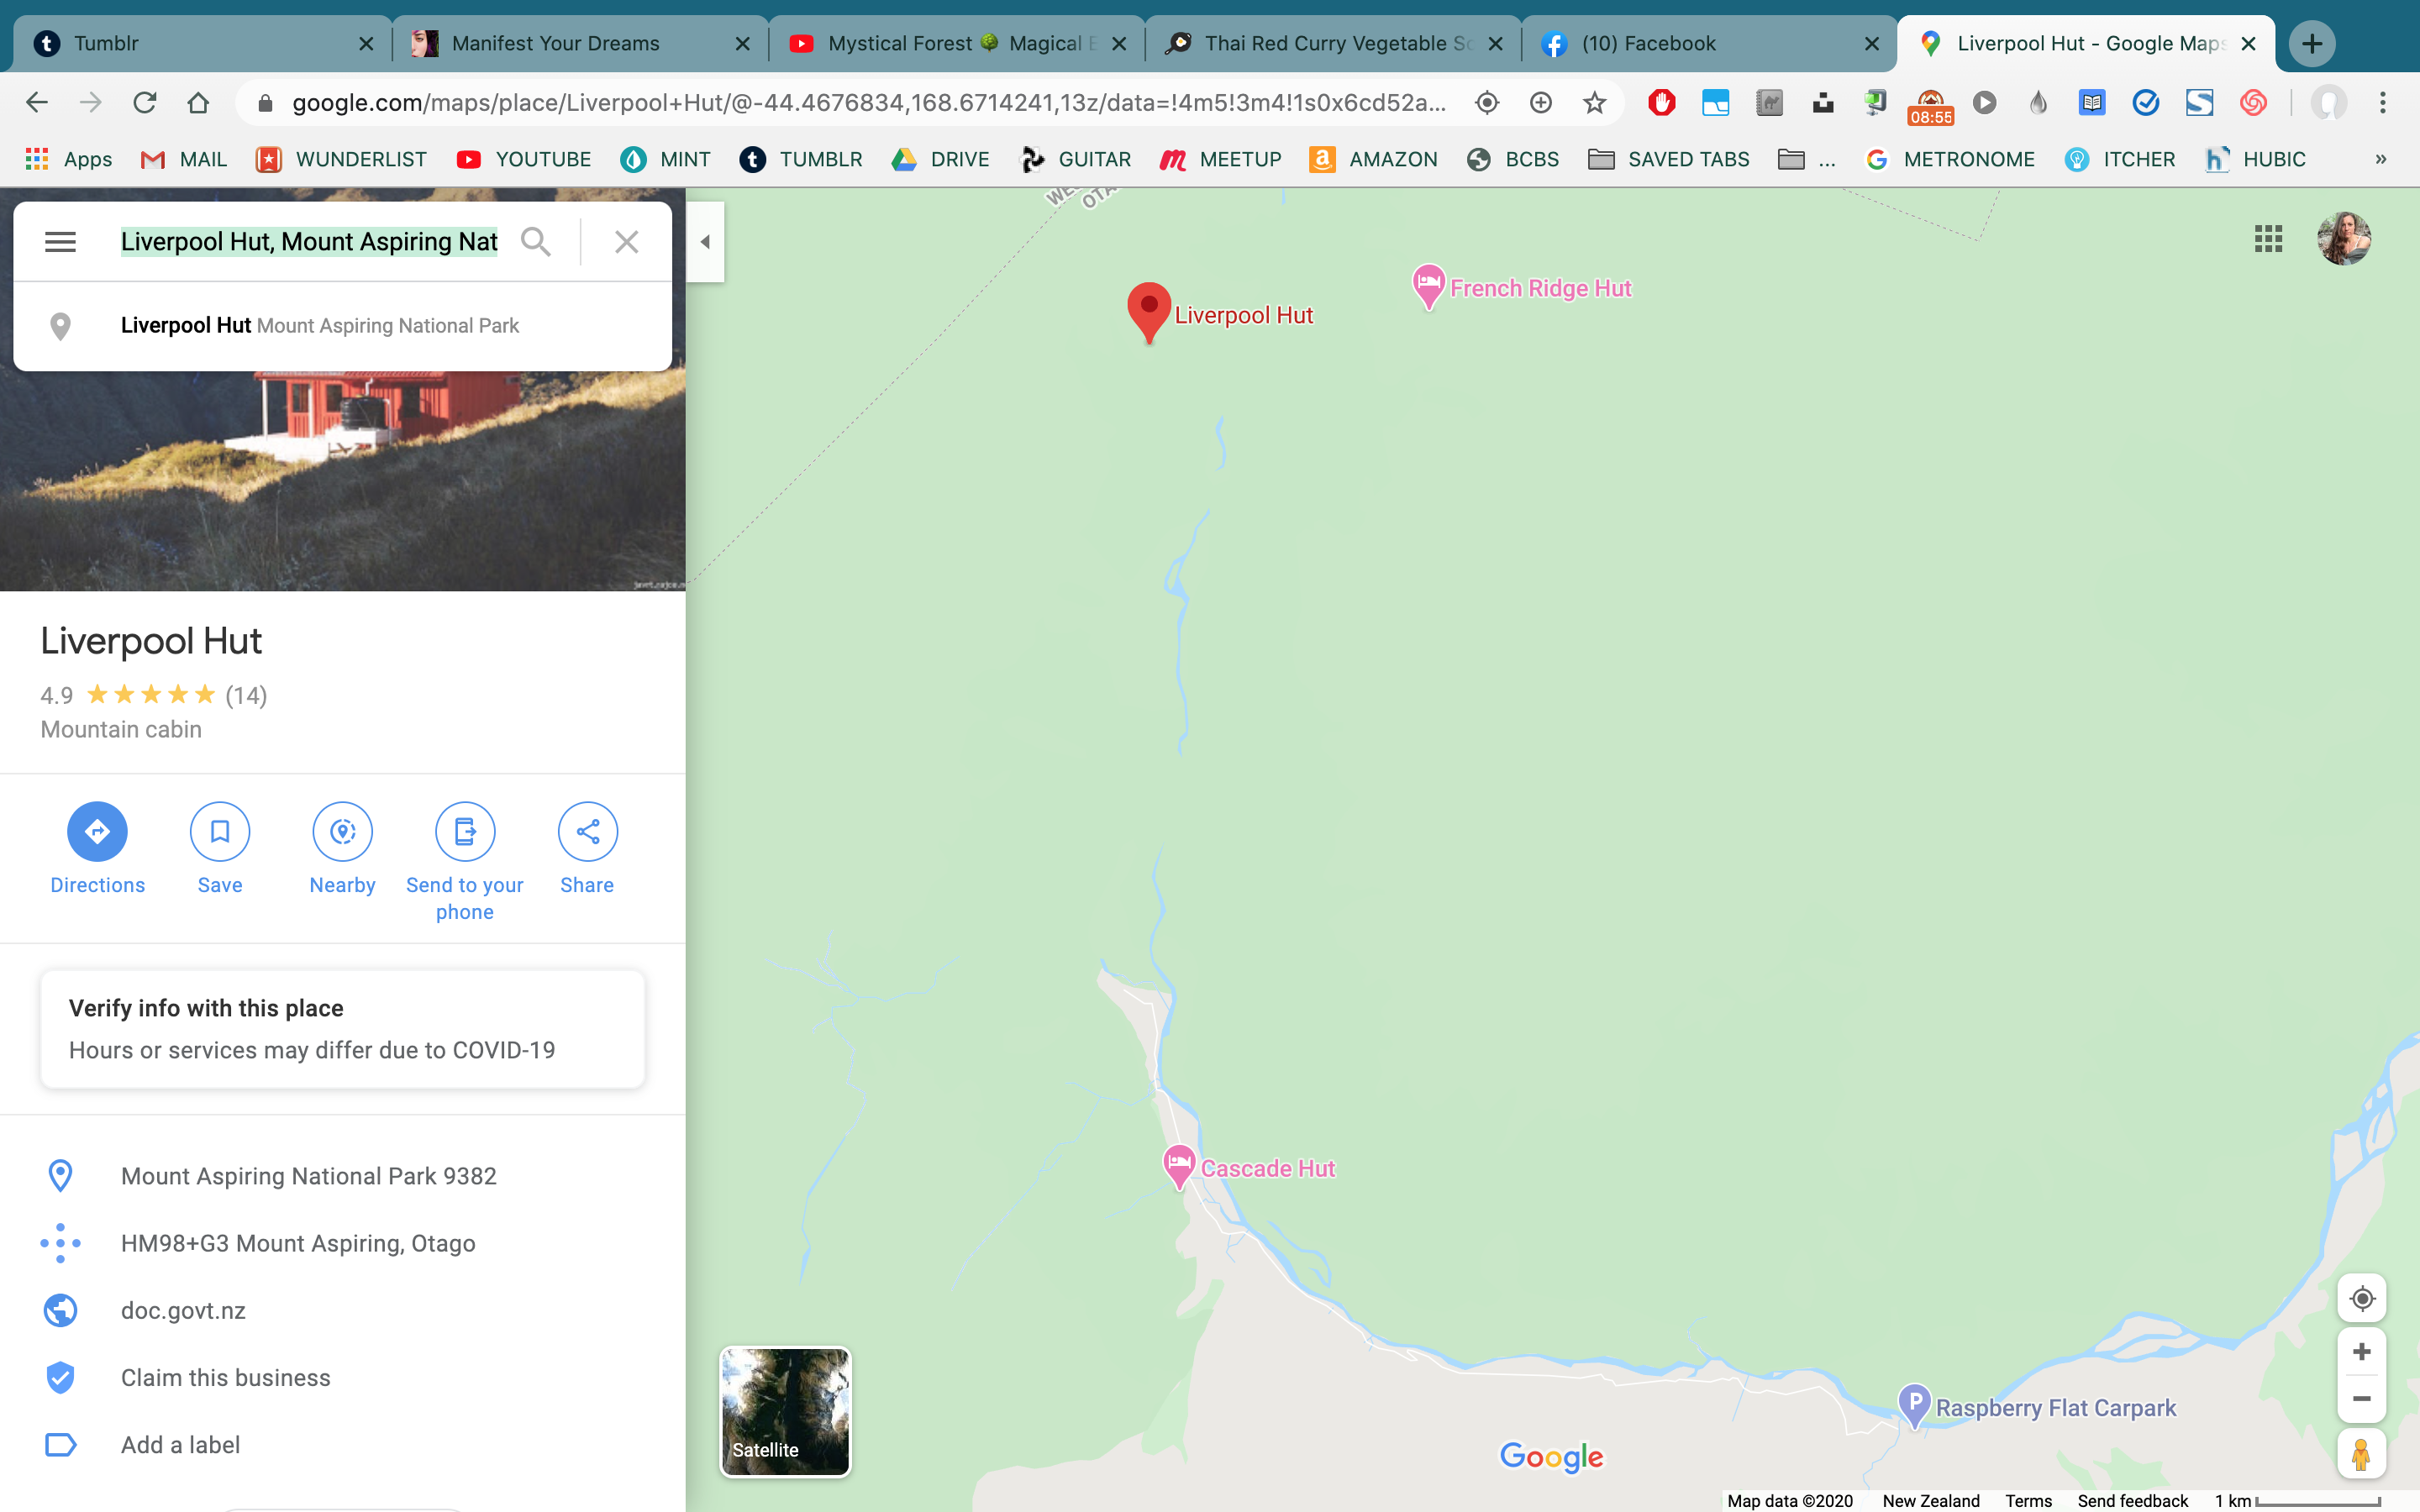 Tumblr
Manifest Your Dreams
Mystical Forest 🌳 Magical E
Thai Red Curry Vegetable So
(10) Facebook
Liverpool Hut - Google Maps
google.com/maps/place/Liverpool+Hut/@-44.4676834,168.6714241,13z/data=!4m5!3m4!1s0x6cd52a...
08:55
Apps
MAIL
WUNDERLIST
YOUTUBE
MINT
TUMBLR
DRIVE
GUITAR
MEETUP
AMAZON
BCBS
SAVED TABS
...
METRONOME
ITCHER
HUBIC
»
Liverpool Hut, Mount Aspiring Nat
Liverpool Hut Mount Aspiring National Park
Liverpool Hut
4.9 ★★★★★ (14)
Mountain cabin
Directions
Save
Nearby
Send to your
phone
Share
Verify info with this place
Hours or services may differ due to COVID-19
Mount Aspiring National Park 9382
HM98+G3 Mount Aspiring, Otago
doc.govt.nz
Claim this business
Add a label
OTA
Liverpool Hut
French Ridge Hut
Cascade Hut
P
Raspberry Flat Carpark
Satellite
Google
Map data ©2020 New Zealand Terms Send feedback 1 km